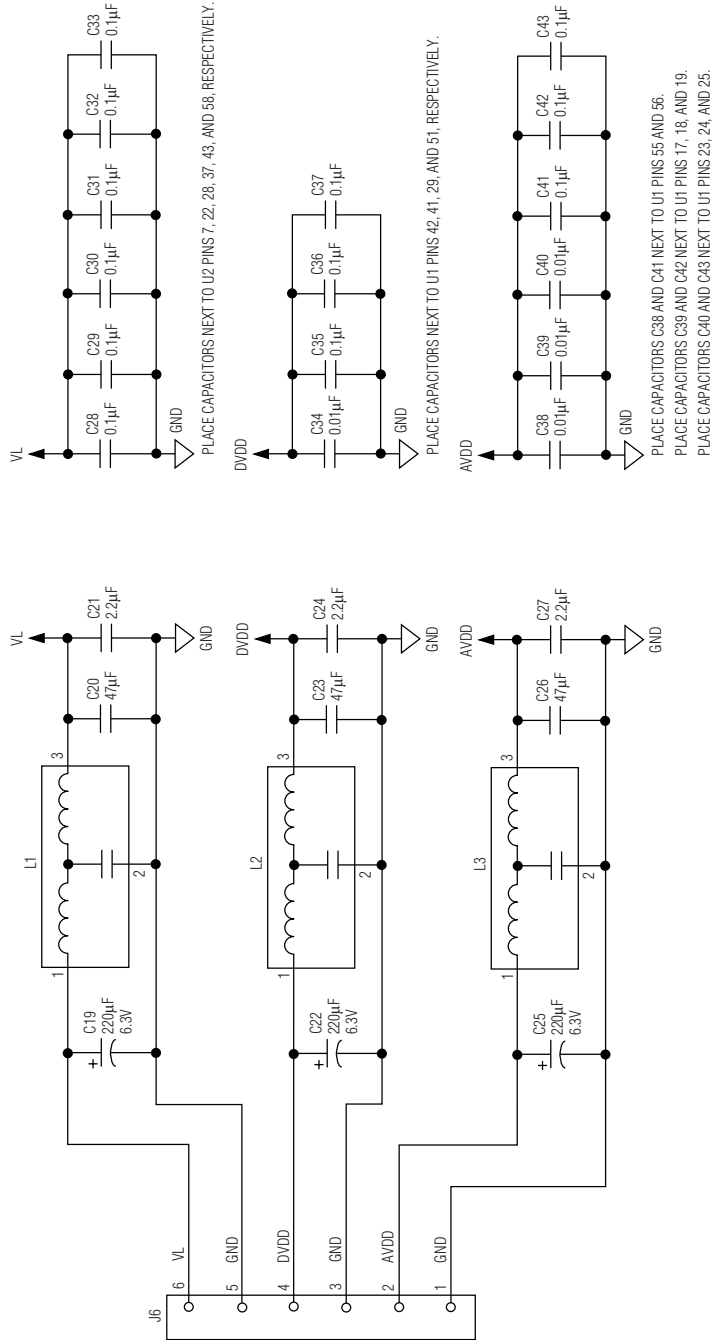 J6
6
VL
5
GND
4
DVDD
3
GND
2
AVDD
1
GND
C19
220µF
6.3V
+
1
L1
2
3
C20
47µF
C21
2.2µF
VL
GND
C22
220µF
6.3V
+
1
L2
2
3
C23
47µF
C24
2.2µF
DVDD
GND
C25
220µF
6.3V
+
1
L3
2
3
C26
47µF
C27
2.2µF
AVDD
GND
VL
C28
0.1µF
C29
0.1µF
C30
0.1µF
C31
0.1µF
C32
0.1µF
C33
0.1µF
GND
PLACE CAPACITORS NEXT TO U2 PINS 7, 22, 28, 37, 43, AND 58, RESPECTIVELY.
DVDD
C34
0.01µF
C35
0.1µF
C36
0.1µF
C37
0.1µF
GND
PLACE CAPACITORS NEXT TO U1 PINS 42, 41, 29, AND 51, RESPECTIVELY.
AVDD
C38
0.01µF
C39
0.01µF
C40
0.01µF
C41
0.1µF
C42
0.1µF
C43
0.1µF
GND
PLACE CAPACITORS C38 AND C41 NEXT TO U1 PINS 55 AND 56.
PLACE CAPACITORS C39 AND C42 NEXT TO U1 PINS 17, 18, AND 19.
PLACE CAPACITORS C40 AND C43 NEXT TO U1 PINS 23, 24, AND 25.